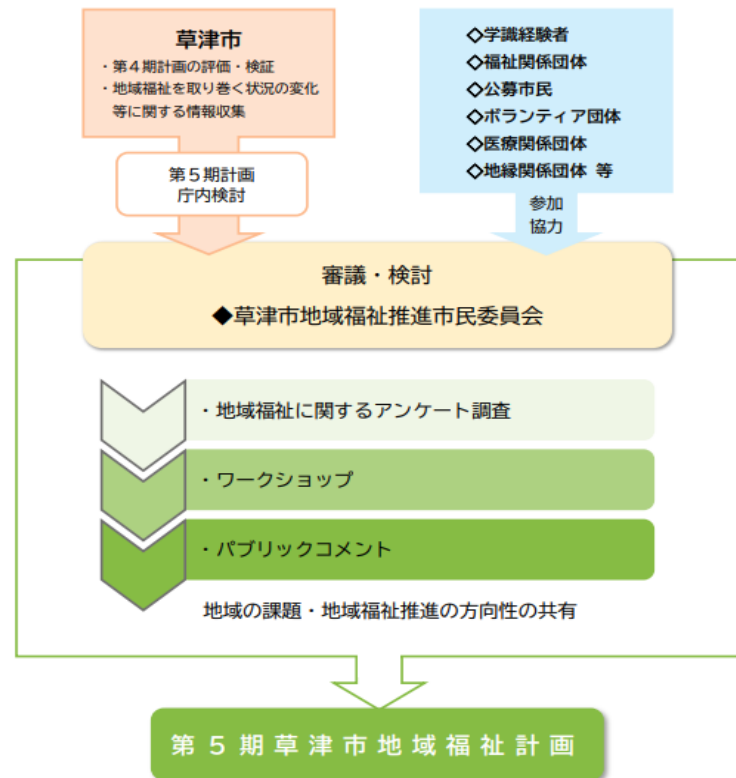 草津市
・第４期計画の評価・検証
・地域福祉を取り巻く状況の変化
等に関する情報収集
第５期計画
庁内検討
◇学識経験者
◇福祉関係団体
◇公募市民
◇ボランティア団体
◇医療関係団体
◇地縁関係団体 等
参加
協力
審議・検討
◆草津市地域福祉推進市民委員会
・地域福祉に関するアンケート調査
・ワークショップ
・パブリックコメント
地域の課題・地域福祉推進の方向性の共有
第５期草津市地域福祉計画